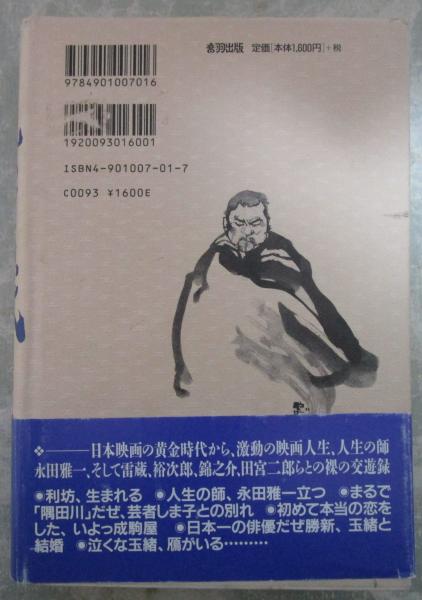 9784901007016
翁羽出版 定価[本体1,600円]+税
1920093016001
ISBN4-901007-01-7
C0093 ¥1600E
❖———日本映画の黄金時代から、激動の映画人生、人生の師
永田雅一、そして雷蔵、裕次郎、錦之介、田宮二郎らとの裸の交遊録
●利坊、生まれる ●人生の師、永田雅一立つ ●まるで
「隅田川」だぜ、芸者しま子との別れ ●初めて本当の恋を
した、いよっ成駒屋 ●日本一の俳優だぜ勝新、玉緒と
結婚 ●泣くな玉緒、鴈がいる………